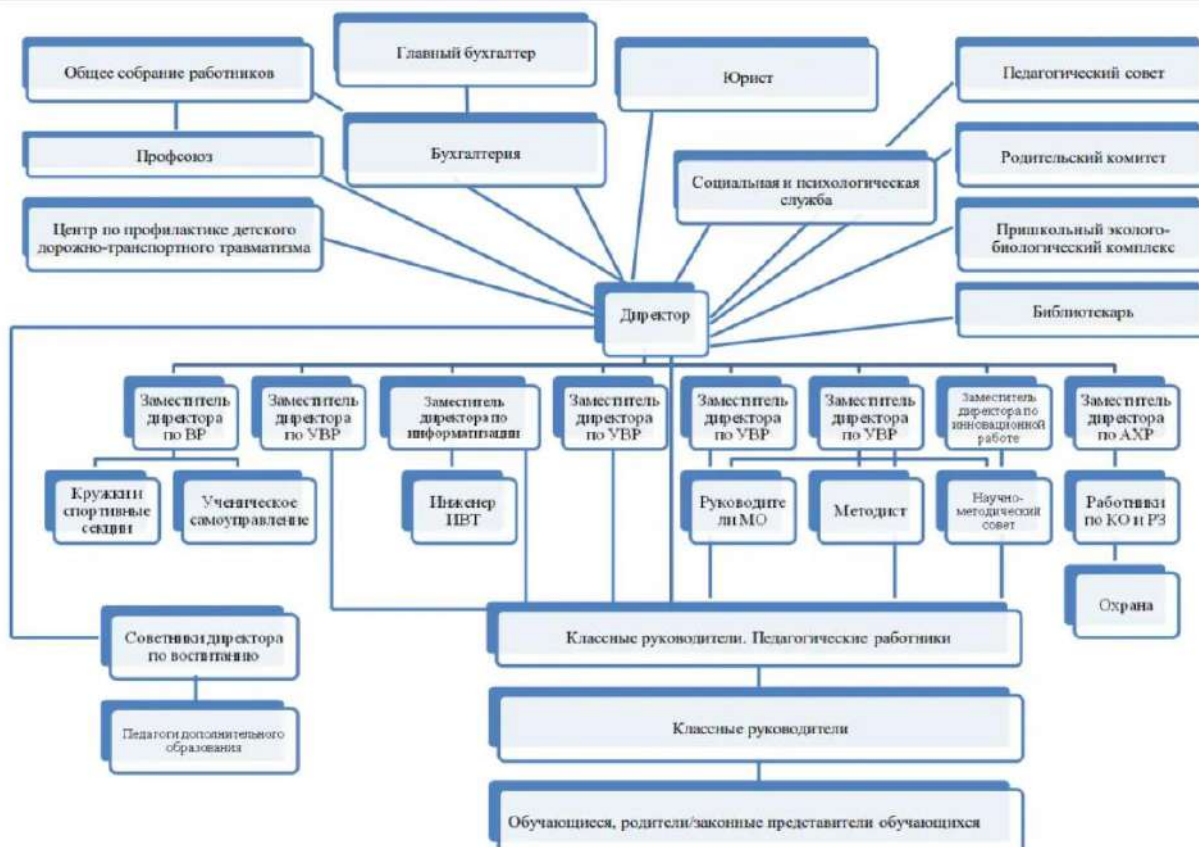 Главный бухгалтер
Общее собрание работников
Юрист
Педагогический совет
Профсоюз
Бухгалтерия
Социальная и психологическая
служба
Родительский комитет
Центр по профилактике детского
дорожно-транспортного травматизма
Пришкольный эколого-
биологический комплекс
Директор
Библиотекарь
Заместитель
директора
по ВР
Заместитель
директора
по УВР
Заместитель
директора по
информатизации
Заместитель
директора
по УВР
Заместитель
директора
по УВР
Заместитель
директора
по УВР
Заместитель
директора по
инновационной
работе
Заместитель
директора
по АХР
Кружки и
спортивные
секции
Ученическое
самоуправление
Инженер
ИВТ
Руководите
ли МО
Методист
Научно-
методический
совет
Работники
по КО и РЗ
Охрана
Советники директора
по воспитанию
Классные руководители. Педагогические работники
Педагоги дополнительного
образования
Классные руководители
Обучающиеся, родители/законные представители обучающихся